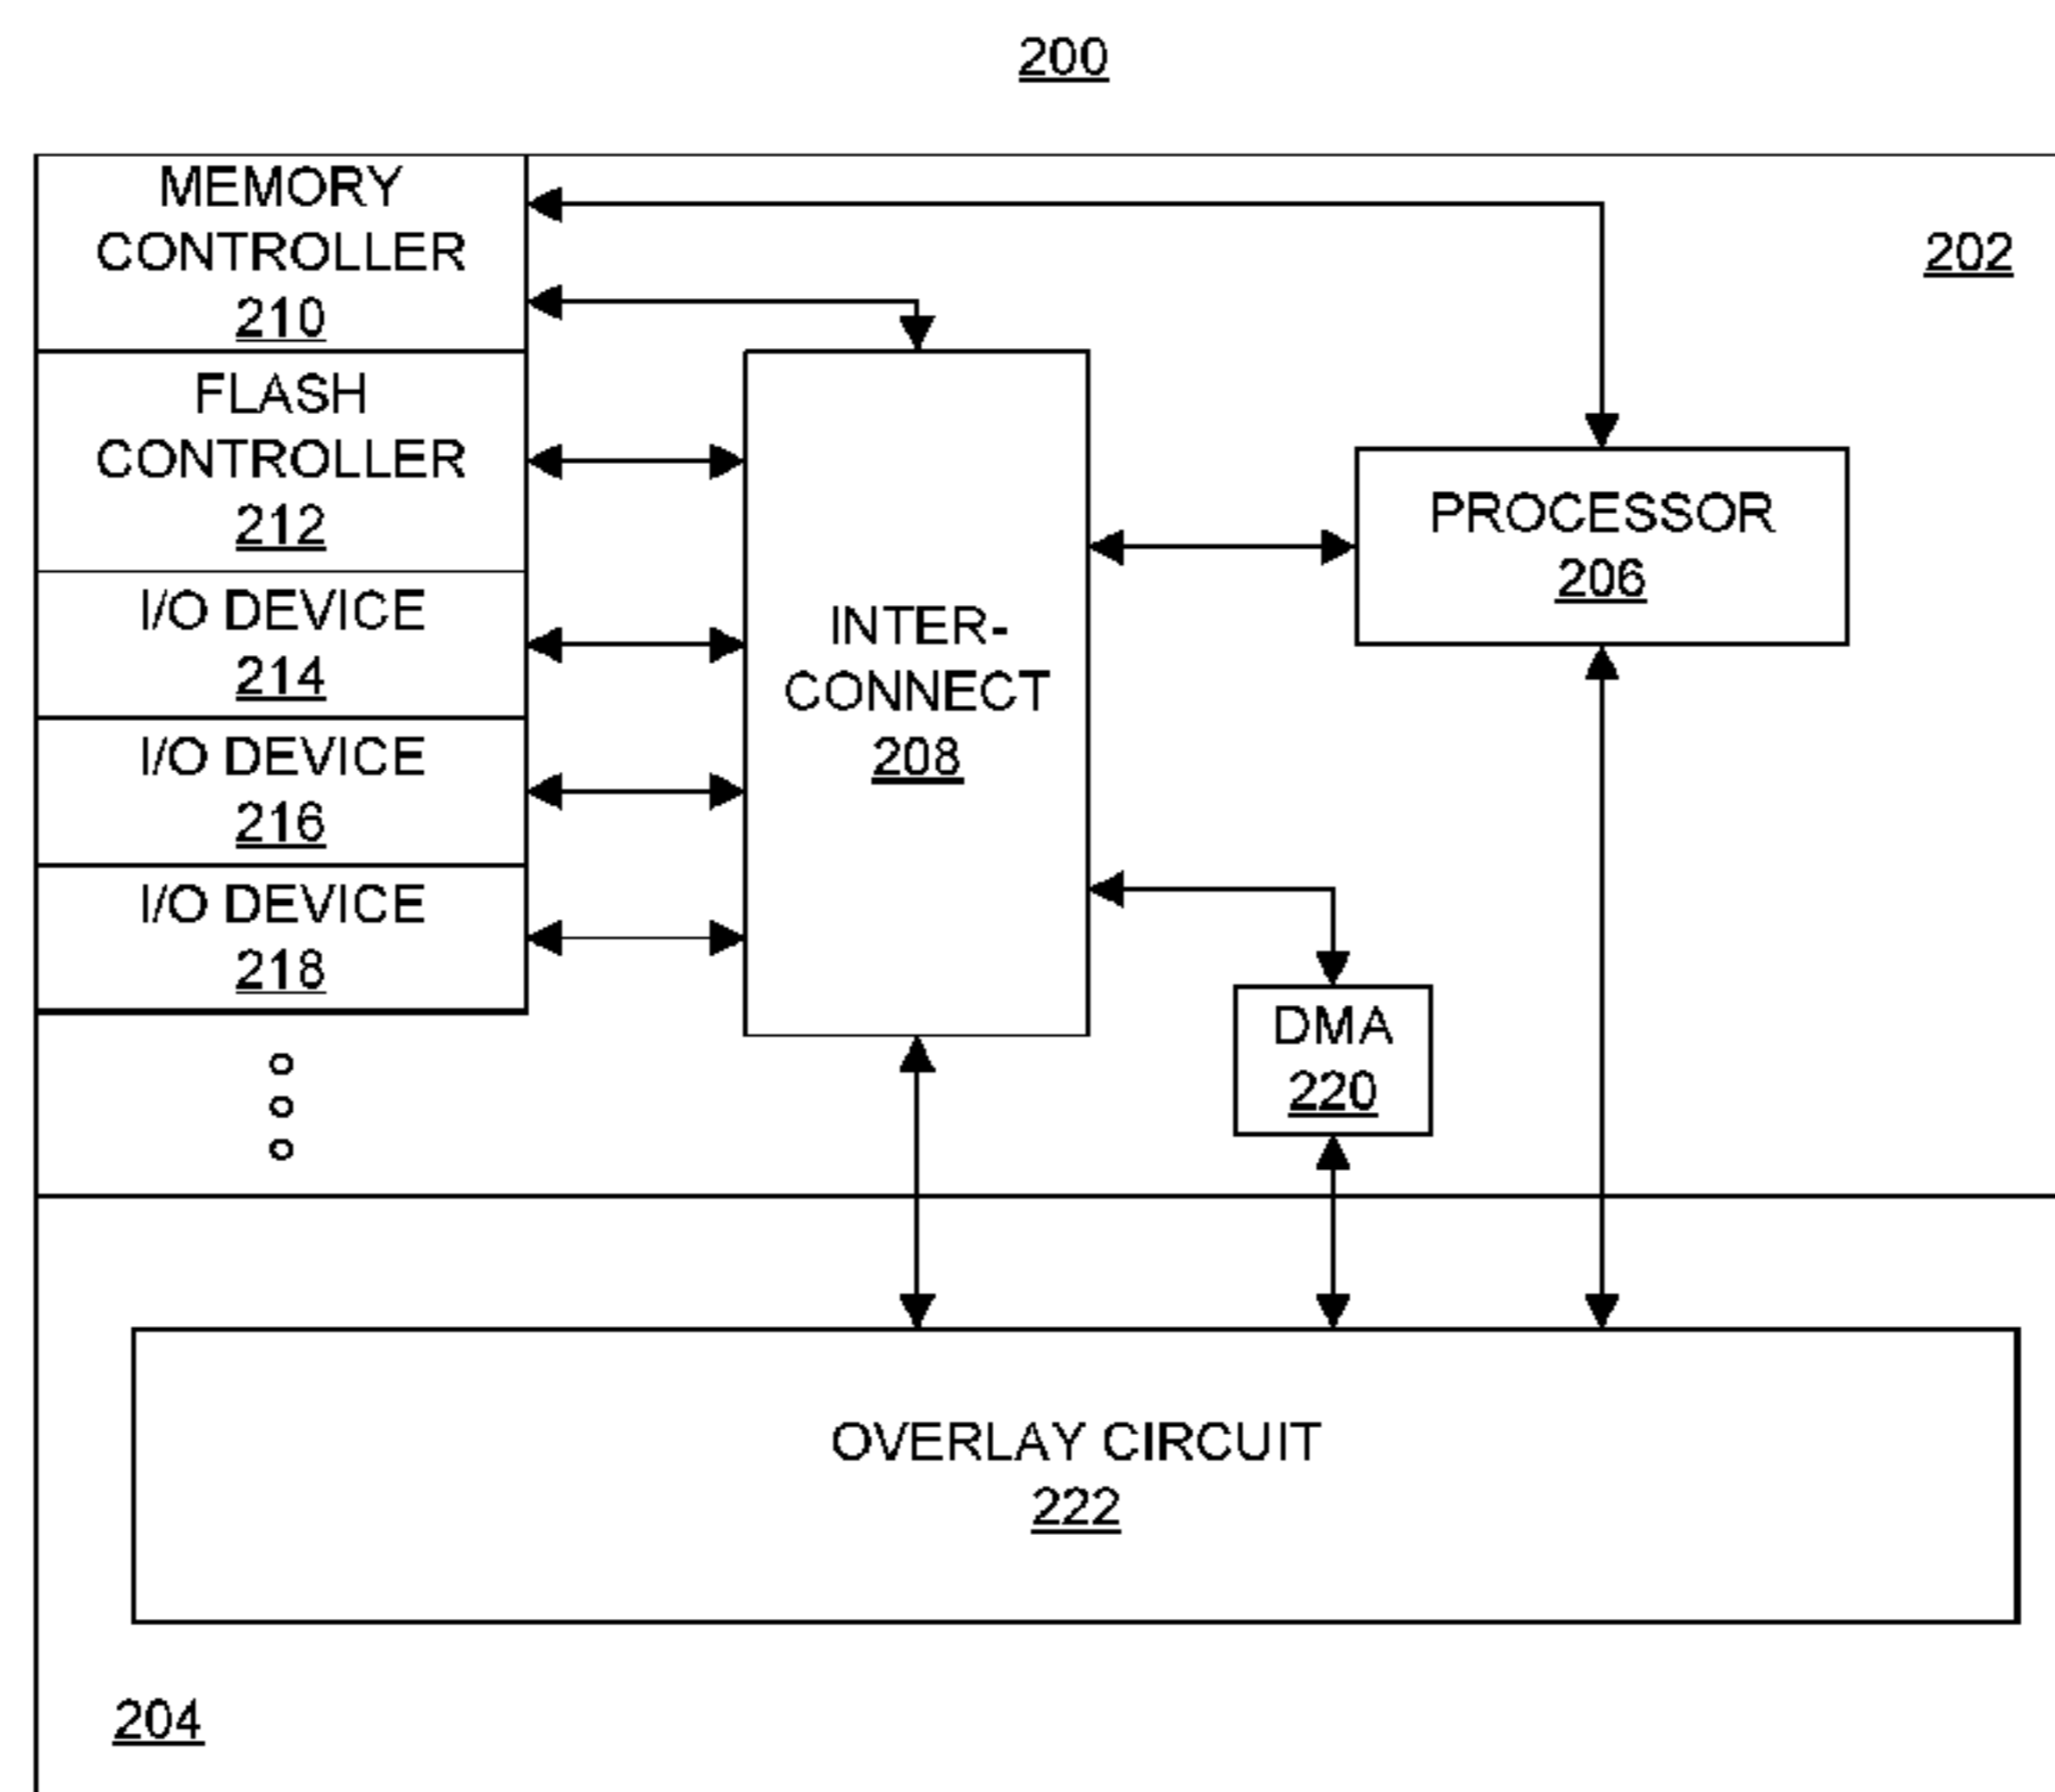 200
MEMORY
CONTROLLER
210
202
FLASH
CONTROLLER
212
PROCESSOR
206
I/O DEVICE
214
INTER-
CONNECT
208
I/O DEVICE
216
I/O DEVICE
218
DMA
220
OVERLAY CIRCUIT
222
204